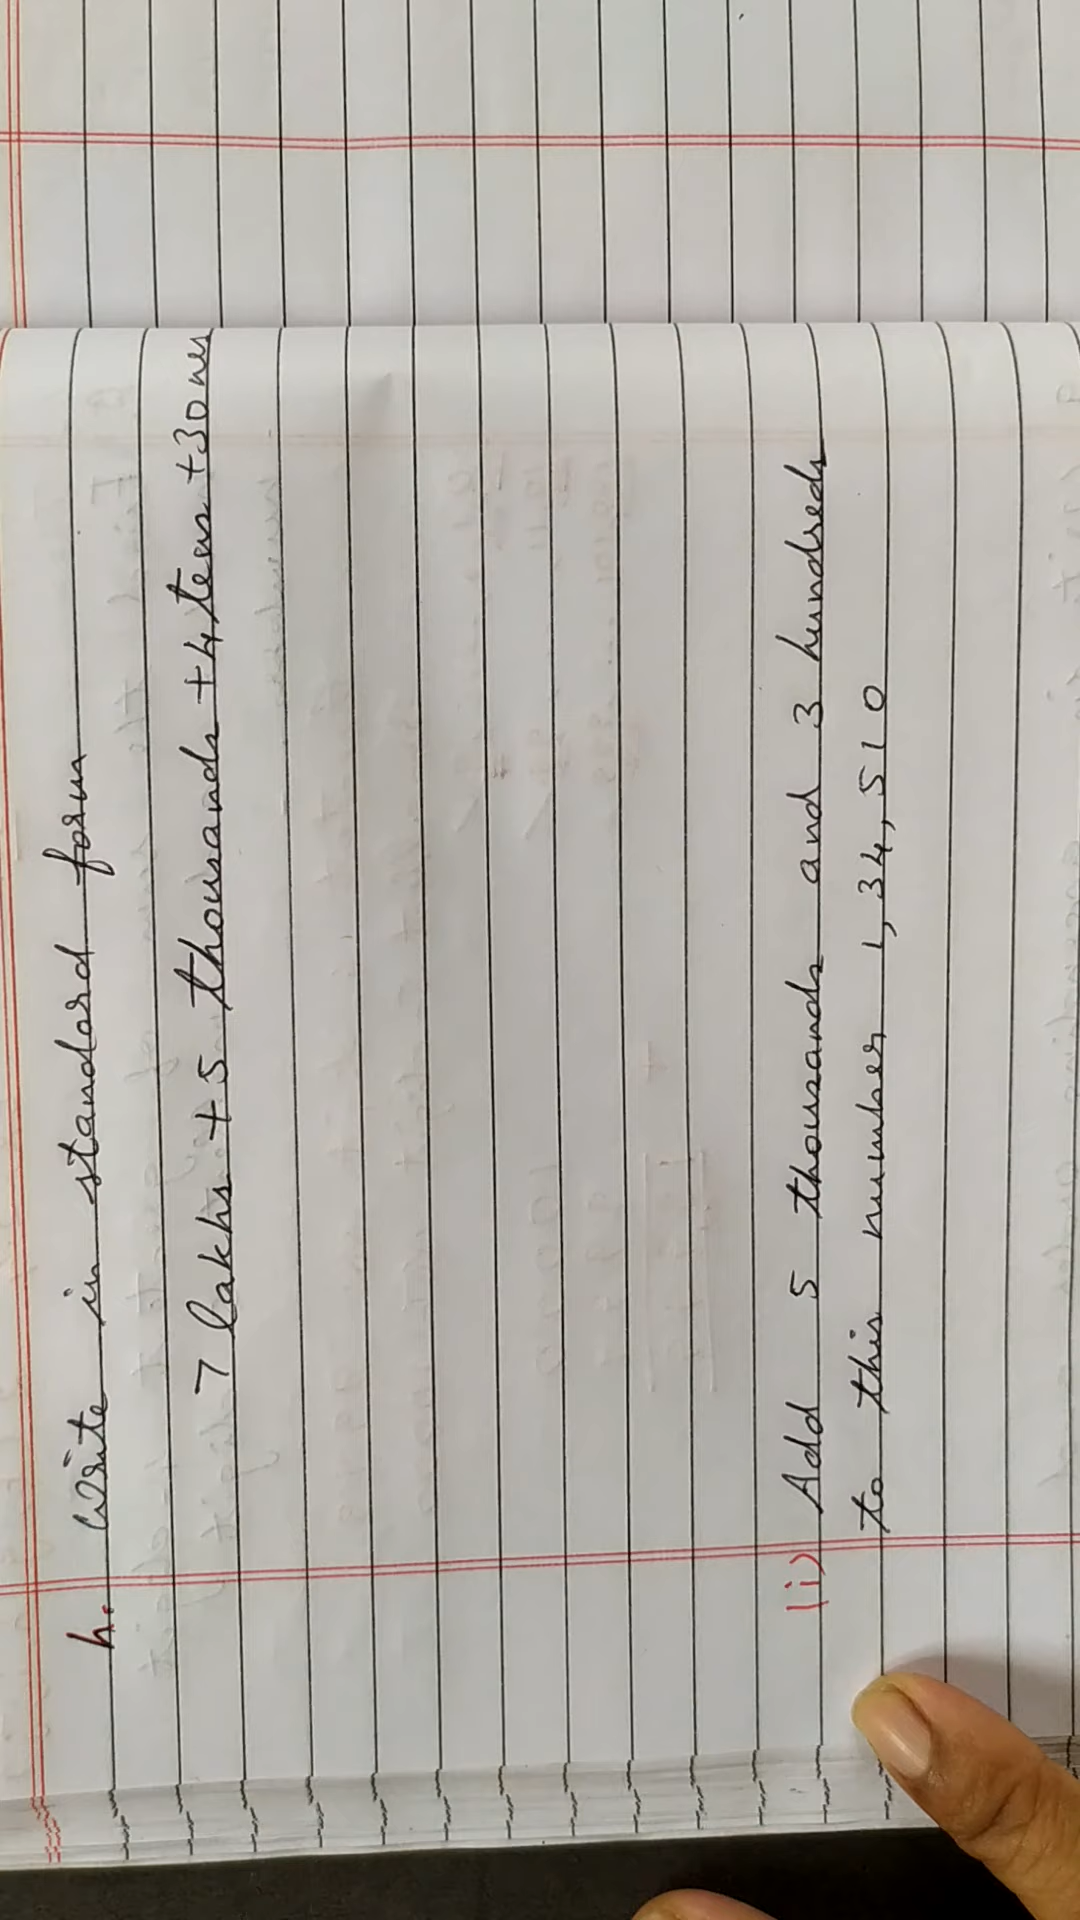 h. Write in standard form
7 lakhs + 5 thousands + 4 tens + 3 ones
(i) Add 5 thousands and 3 hundreds
to this number 1,34,510